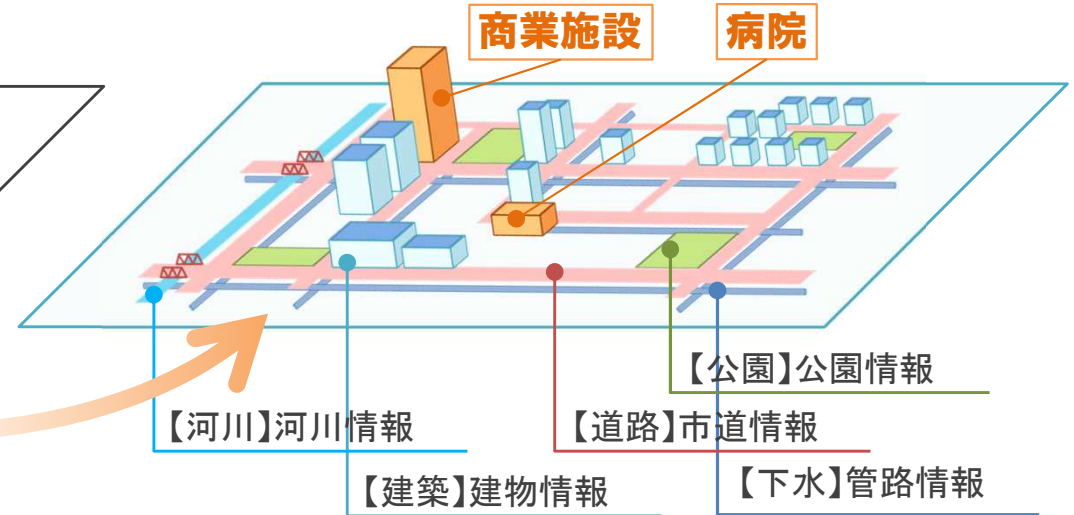 商業施設
病院
【公園】公園情報
【河川】河川情報
【道路】市道情報
【建築】建物情報
【下水】管路情報